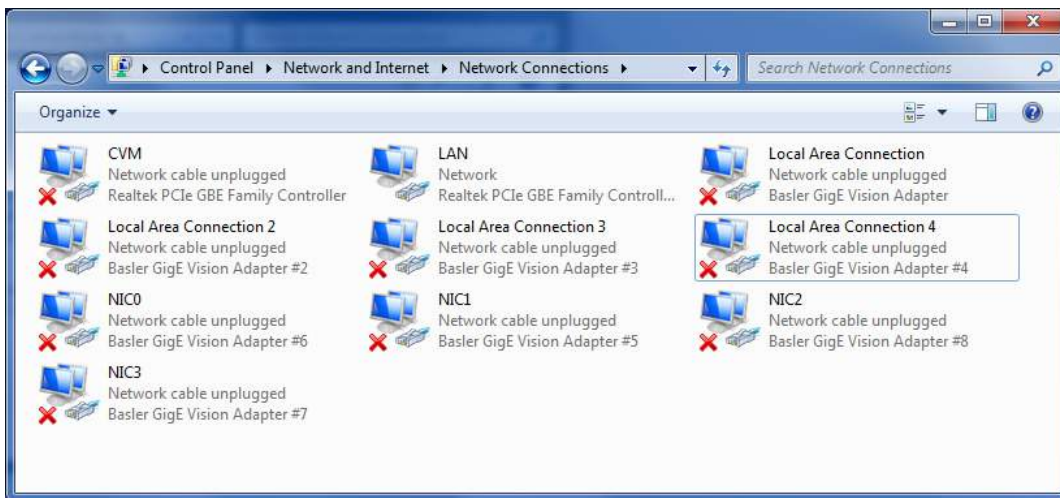 Control Panel ▸ Network and Internet ▸ Network Connections ▸
Search Network Connections
Organize
CVM
Network cable unplugged
Realtek PCIe GBE Family Controller
LAN
Network
Realtek PCIe GBE Family Controll...
Local Area Connection
Network cable unplugged
Basler GigE Vision Adapter
Local Area Connection 2
Network cable unplugged
Basler GigE Vision Adapter #2
Local Area Connection 3
Network cable unplugged
Basler GigE Vision Adapter #3
Local Area Connection 4
Network cable unplugged
Basler GigE Vision Adapter #4
NIC0
Network cable unplugged
Basler GigE Vision Adapter #6
NIC1
Network cable unplugged
Basler GigE Vision Adapter #5
NIC2
Network cable unplugged
Basler GigE Vision Adapter #8
NIC3
Network cable unplugged
Basler GigE Vision Adapter #7